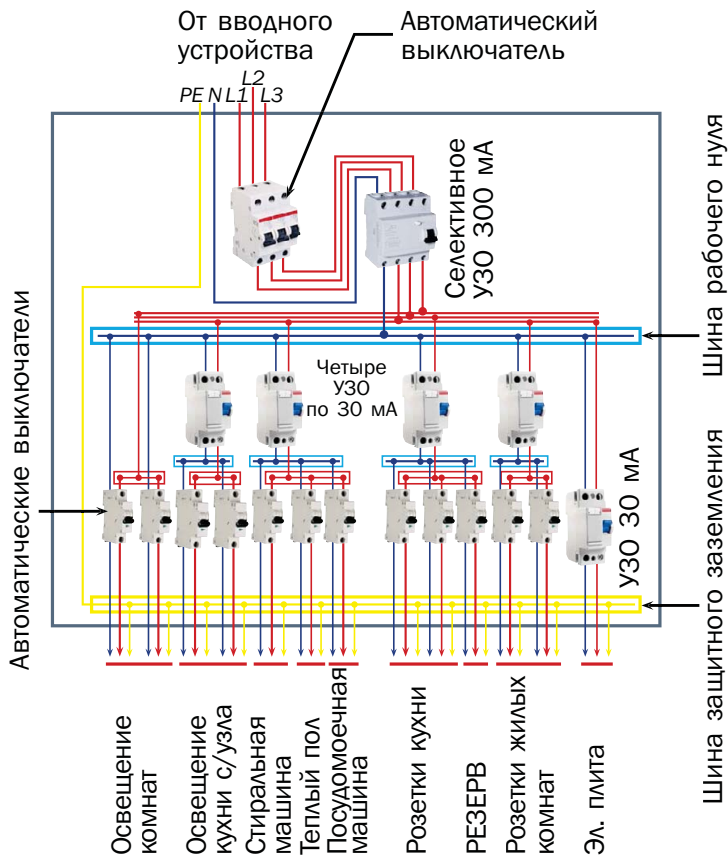 От вводного
устройства
Автоматический
выключатель
L2
PE N L1 L3
Селективное
УЗО 300 мА
Шина рабочего нуля
Четыре
УЗО
по 30 мА
Автоматические выключатели
УЗО 30 мА
Шина защитного заземления
Освещение
комнат
Освещение
кухни с/узла
Стиральная
машина
Теплый пол
Посудомоечная
машина
Розетки кухни
РЕЗЕРВ
Розетки жилых
комнат
Эл. плита